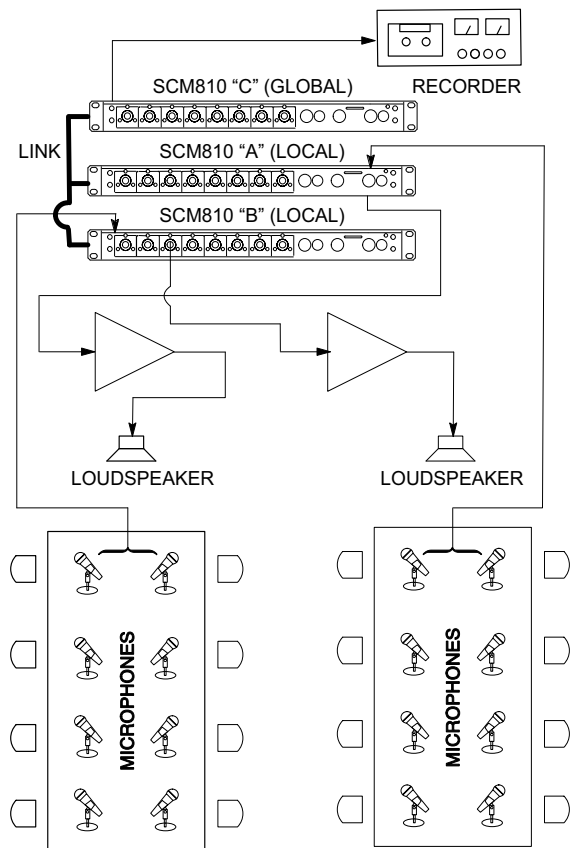 SCM810 “C” (GLOBAL)
RECORDER
LINK
SCM810 “A” (LOCAL)
SCM810 “B” (LOCAL)
LOUDSPEAKER
LOUDSPEAKER
MICROPHONES
MICROPHONES